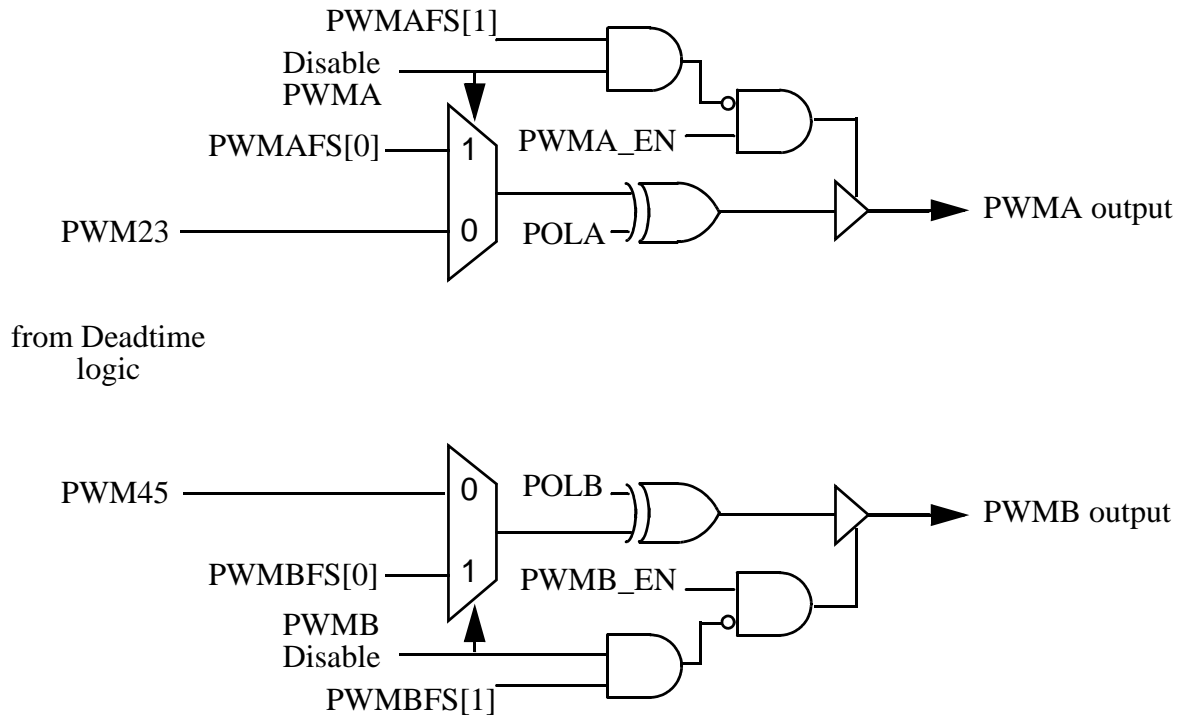 PWMAFS[1]
Disable
PWMA
PWMAFS[0]
1
PWMA_EN
PWM23
0
POLA
PWMA output
from Deadtime
logic
PWM45
0
POLB
PWMB output
PWMBFS[0]
1
PWMB_EN
PWMB
Disable
PWMBFS[1]